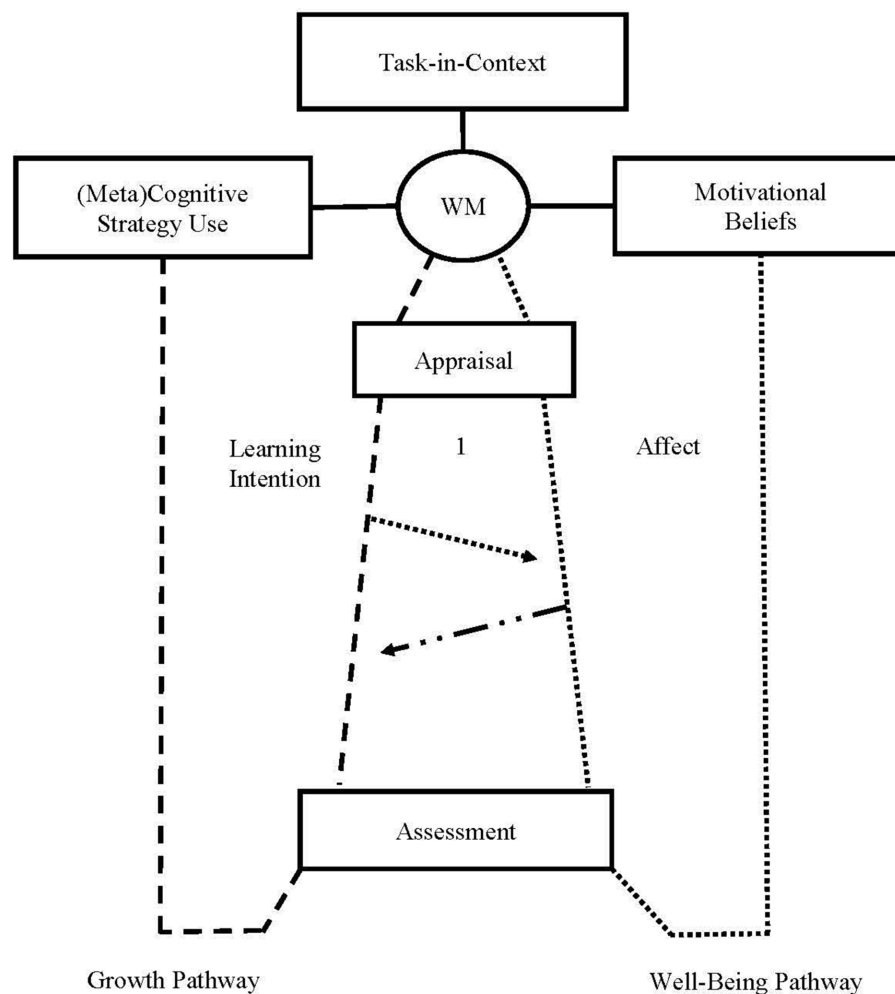 Task-in-Context
(Meta)Cognitive
Strategy Use
WM
Motivational
Beliefs
Appraisal
Learning
Intention
1
Affect
Assessment
Growth Pathway
Well-Being Pathway